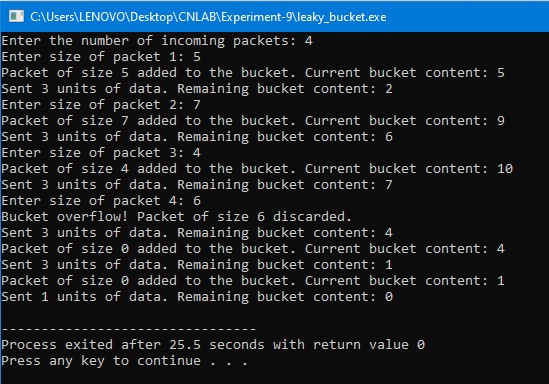 C:\Users\LENOVO\Desktop\CNLAB\Experiment-9\leaky_bucket.exe
Enter the number of incoming packets: 4
Enter size of packet 1: 5
Packet of size 5 added to the bucket. Current bucket content: 5
Sent 3 units of data. Remaining bucket content: 2
Enter size of packet 2: 7
Packet of size 7 added to the bucket. Current bucket content: 9
Sent 3 units of data. Remaining bucket content: 6
Enter size of packet 3: 4
Packet of size 4 added to the bucket. Current bucket content: 10
Sent 3 units of data. Remaining bucket content: 7
Enter size of packet 4: 6
Bucket overflow! Packet of size 6 discarded.
Sent 3 units of data. Remaining bucket content: 4
Packet of size 0 added to the bucket. Current bucket content: 4
Sent 3 units of data. Remaining bucket content: 1
Packet of size 0 added to the bucket. Current bucket content: 1
Sent 1 units of data. Remaining bucket content: 0
--------------------------------
Process exited after 25.5 seconds with return value 0
Press any key to continue . . .